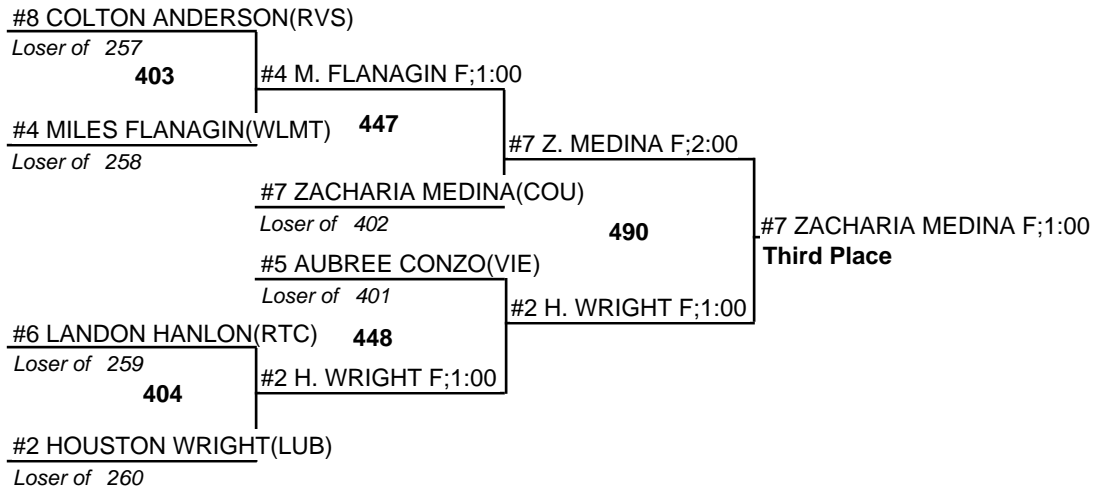 #8 COLTON ANDERSON(RVS)
Loser of 257
403
#4 M. FLANAGIN F;1:00
#4 MILES FLANAGIN(WLMT)
447
Loser of 258
#7 Z. MEDINA F;2:00
#7 ZACHARIA MEDINA(COU)
Loser of 402
490
#7 ZACHARIA MEDINA F;1:00
Third Place
#5 AUBREE CONZO(VIE)
Loser of 401
#2 H. WRIGHT F;1:00
#6 LANDON HANLON(RTC)
448
Loser of 259
404
#2 H. WRIGHT F;1:00
#2 HOUSTON WRIGHT(LUB)
Loser of 260